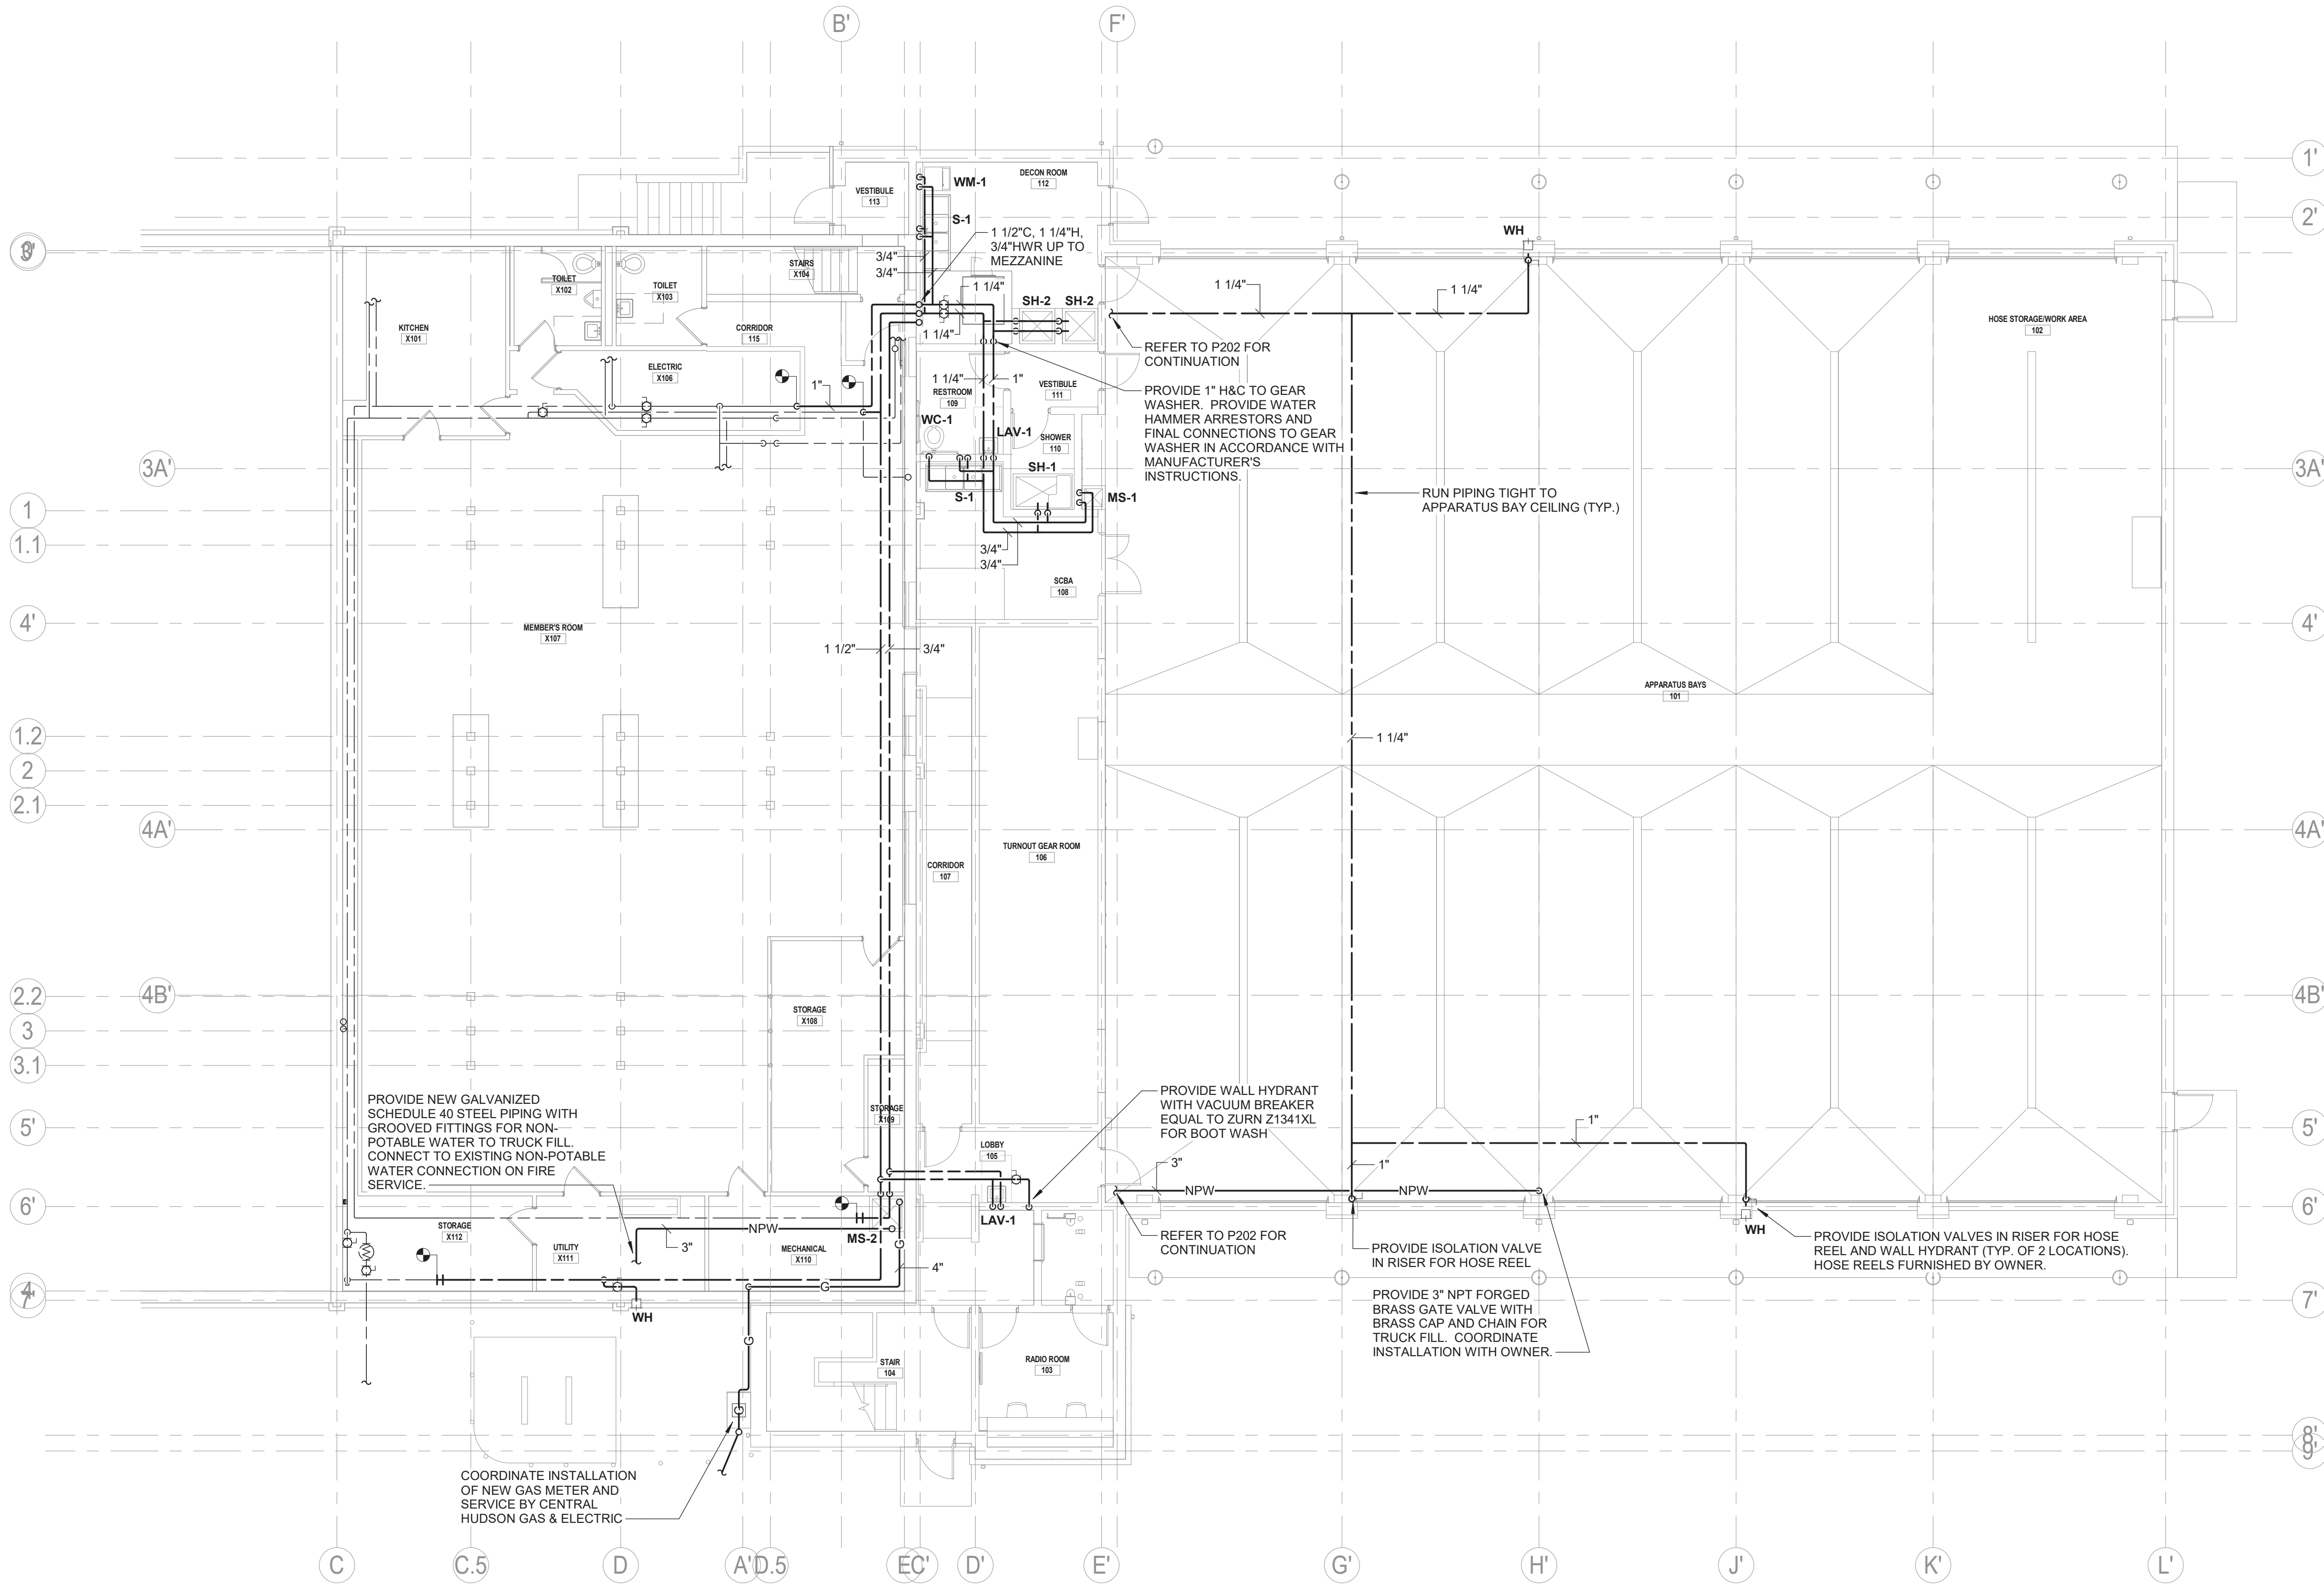 B'
F'
1'
2'
3'
WM-1
DECON ROOM
112
VESTIBULE
113
S-1
1 1/2"C, 1 1/4"H,
3/4"HWR UP TO
MEZZANINE
3/4"
3/4"
WH
STAIRS
X104
TOILET
X102
TOILET
X103
1 1/4"
1 1/4"
1 1/4"
SH-2
SH-2
HOSE STORAGE/WORK AREA
102
KITCHEN
X101
CORRIDOR
115
1 1/4"
REFER TO P202 FOR
CONTINUATION
ELECTRIC
X106
1"
1 1/4"
1"
VESTIBULE
111
RESTROOM
109
PROVIDE 1" H&C TO GEAR
WASHER. PROVIDE WATER
HAMMER ARRESTORS AND
FINAL CONNECTIONS TO GEAR
WASHER IN ACCORDANCE WITH
MANUFACTURER'S
INSTRUCTIONS.
WC-1
LAV-1
SHOWER
110
3A'
SH-1
3A'
S-1
MS-1
RUN PIPING TIGHT TO
APPARATUS BAY CEILING (TYP.)
1
1.1
3/4"
3/4"
SCBA
108
4'
4'
MEMBER'S ROOM
X107
1 1/2"
3/4"
APPARATUS BAYS
101
1.2
1 1/4"
2
2.1
4A'
4A'
TURNOUT GEAR ROOM
106
CORRIDOR
107
2.2
4B'
4B'
STORAGE
X108
3
3.1
PROVIDE NEW GALVANIZED
SCHEDULE 40 STEEL PIPING WITH
GROOVED FITTINGS FOR NON-
POTABLE WATER TO TRUCK FILL.
CONNECT TO EXISTING NON-POTABLE
WATER CONNECTION ON FIRE
SERVICE.
PROVIDE WALL HYDRANT
WITH VACUUM BREAKER
EQUAL TO ZURN Z1341XL
FOR BOOT WASH
STORAGE
X109
5'
5'
1"
LOBBY
105
3"
1"
NPW
NPW
6'
6'
LAV-1
STORAGE
X112
H
NPW
MS-2
3"
UTILITY
X111
MECHANICAL
X110
G
WH
REFER TO P202 FOR
CONTINUATION
PROVIDE ISOLATION VALVE
IN RISER FOR HOSE REEL
PROVIDE ISOLATION VALVES IN RISER FOR HOSE
REEL AND WALL HYDRANT (TYP. OF 2 LOCATIONS).
HOSE REELS FURNISHED BY OWNER.
H
4"
G
4
7'
7'
WH
G
PROVIDE 3" NPT FORGED
BRASS GATE VALVE WITH
BRASS CAP AND CHAIN FOR
TRUCK FILL. COORDINATE
INSTALLATION WITH OWNER.
STAIR
104
RADIO ROOM
103
G
8'
9'
COORDINATE INSTALLATION
OF NEW GAS METER AND
SERVICE BY CENTRAL
HUDSON GAS & ELECTRIC
C
C.5
D
A'
D.5
E
C'
D'
E'
G'
H'
J'
K'
L'